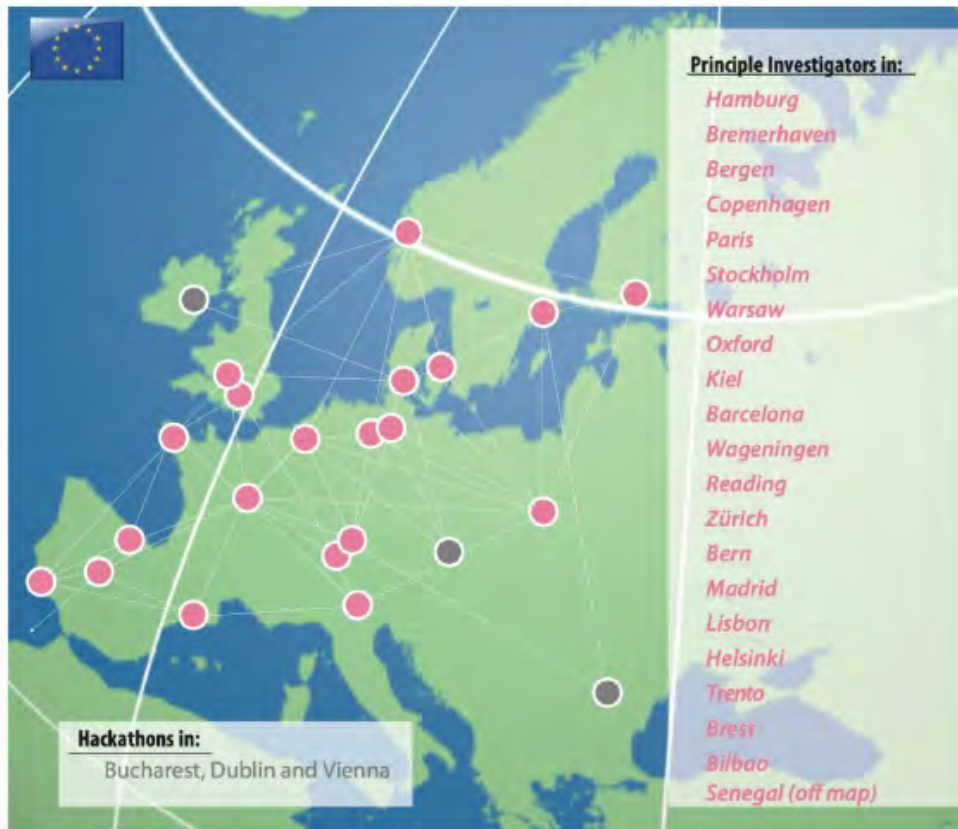 Principle Investigators in:
Hamburg
Bremerhaven
Bergen
Copenhagen
Paris
Stockholm
Warsaw
Oxford
Kiel
Barcelona
Wageningen
Reading
Zürich
Bern
Madrid
Lisbon
Helsinki
Trento
Brest
Bilbao
Senegal (off map)
Hackathons in:
Bucharest, Dublin and Vienna